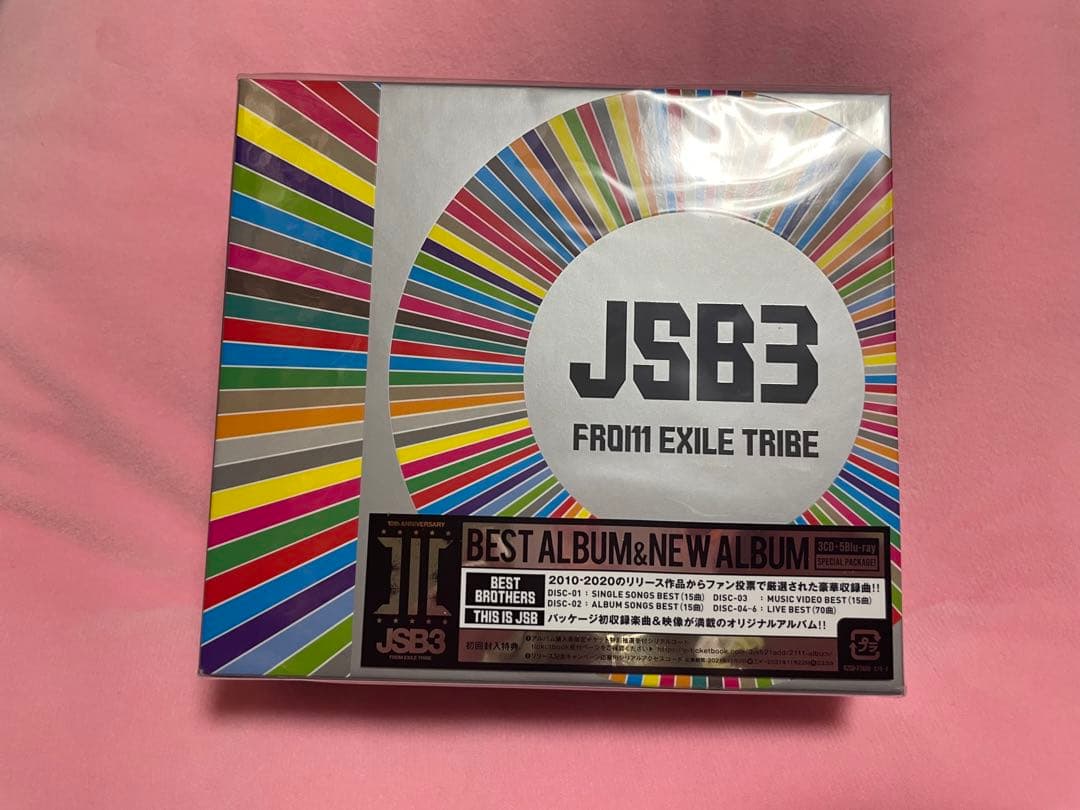 JSB3
FROM EXILE TRIBE
10th ANNIVERSARY
JSB3
FROM EXILE TRIBE
BEST ALBUM&NEW ALBUM
3CD+5Blu-ray
SPECIAL PACKAGE!
BEST BROTHERS
2010-2020のリリース作品からファン投票で厳選された豪華収録曲!!
DISC-01 : SINGLE SONGS BEST (15曲) DISC-03 : MUSIC VIDEO BEST (15曲)
DISC-02 : ALBUM SONGS BEST (15曲) DISC-04-6 : LIVE BEST (70曲)
THIS IS JSB
パッケージ初収録楽曲&映像が満載のオリジナルアルバム!!
初回封入特典
プラ